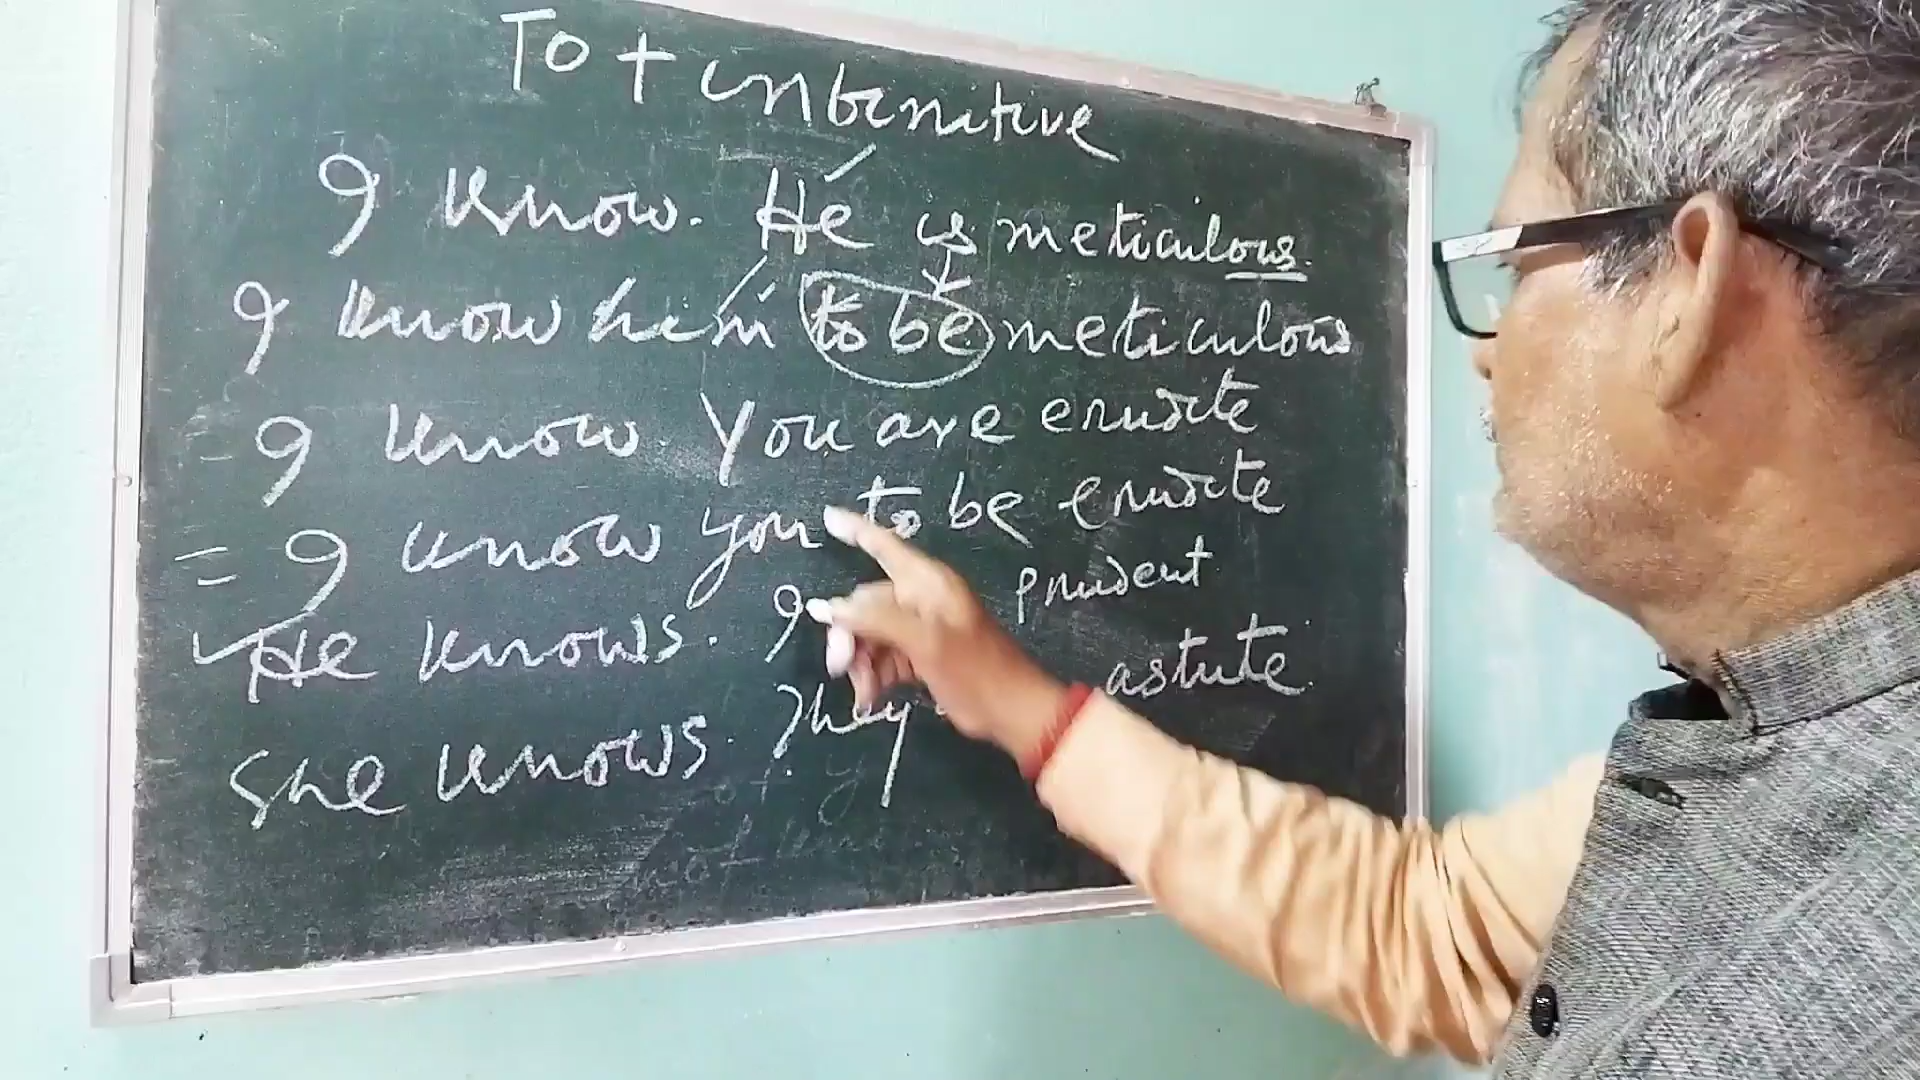 To + infinitive
I know. He is meticulous.
I know him to be meticulous
= I know. You are erudite
= I know you to be erudite
He knows. I prudent
She knows. They astute.